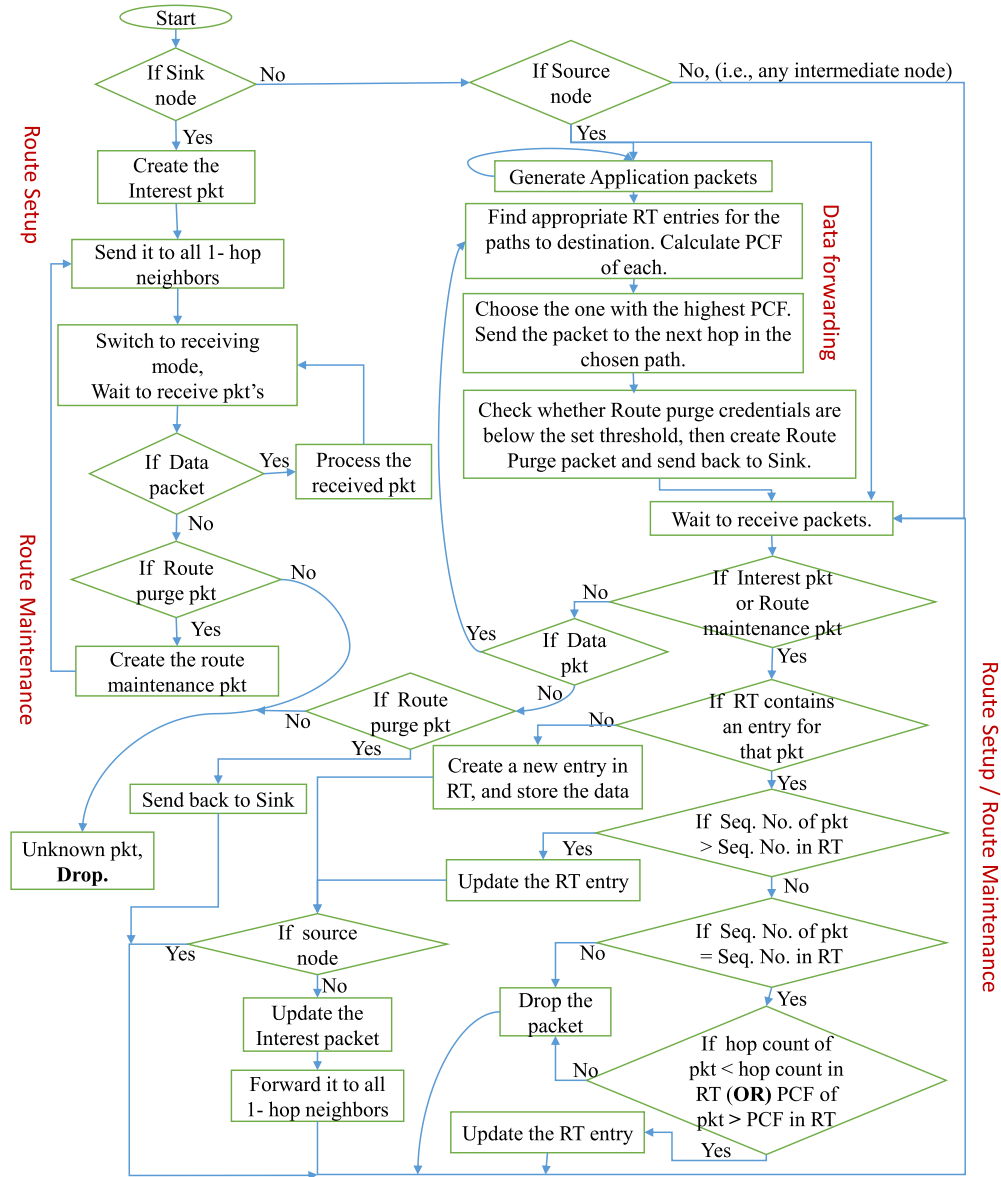 Start
If Sink
node
No
Yes
Route Setup
Create the
Interest pkt
Send it to all 1- hop
neighbors
Switch to receiving
mode,
Wait to receive pkt's
If Data
packet
Yes
Process the
received pkt
No
If Route
purge pkt
No
Yes
Create the route
maintenance pkt
Route Maintenance
Unknown pkt,
Drop.
If Source
node
No, (i.e., any intermediate node)
Yes
Generate Application packets
Find appropriate RT entries for the
paths to destination. Calculate PCF
of each.
Data forwarding
Choose the one with the highest PCF.
Send the packet to the next hop in the
chosen path.
Check whether Route purge credentials are
below the set threshold, then create Route
Purge packet and send back to Sink.
Wait to receive packets.
If Interest pkt
or Route
maintenance pkt
No
Yes
If Data
pkt
Yes
No
If Route
purge pkt
No
Yes
Send back to Sink
If RT contains
an entry for
that pkt
No
Yes
Create a new entry in
RT, and store the data
If Seq. No. of pkt
> Seq. No. in RT
Yes
No
Update the RT entry
If Seq. No. of pkt
= Seq. No. in RT
No
Yes
Drop the
packet
If hop count of
pkt < hop count in
RT (OR) PCF of
pkt > PCF in RT
No
Yes
Update the RT entry
If source
node
Yes
No
Update the
Interest packet
Forward it to all
1- hop neighbors
Route Setup / Route Maintenance